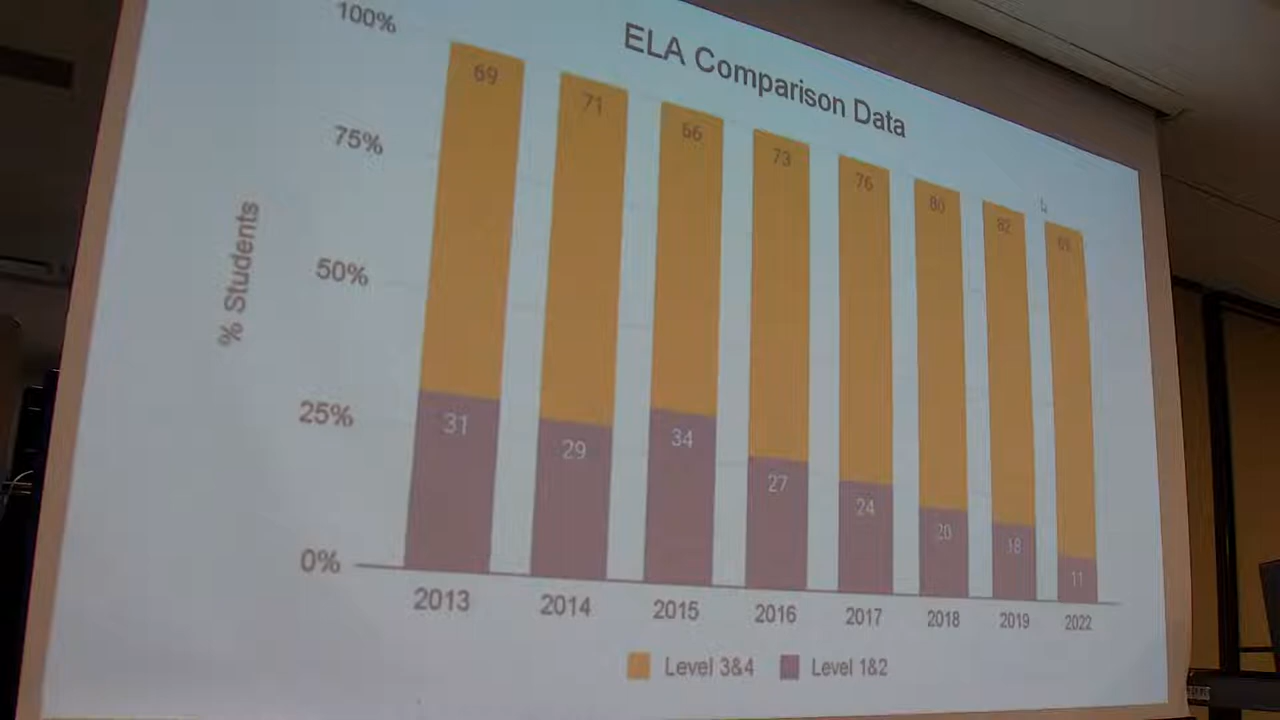 ELA Comparison Data
% Students
100%
75%
50%
25%
0%
69 71 66 73 76 80 82
31 29 34 27 24 20 18 11
2013 2014 2015 2016 2017 2018 2019 2022
Level 3&4 Level 1&2